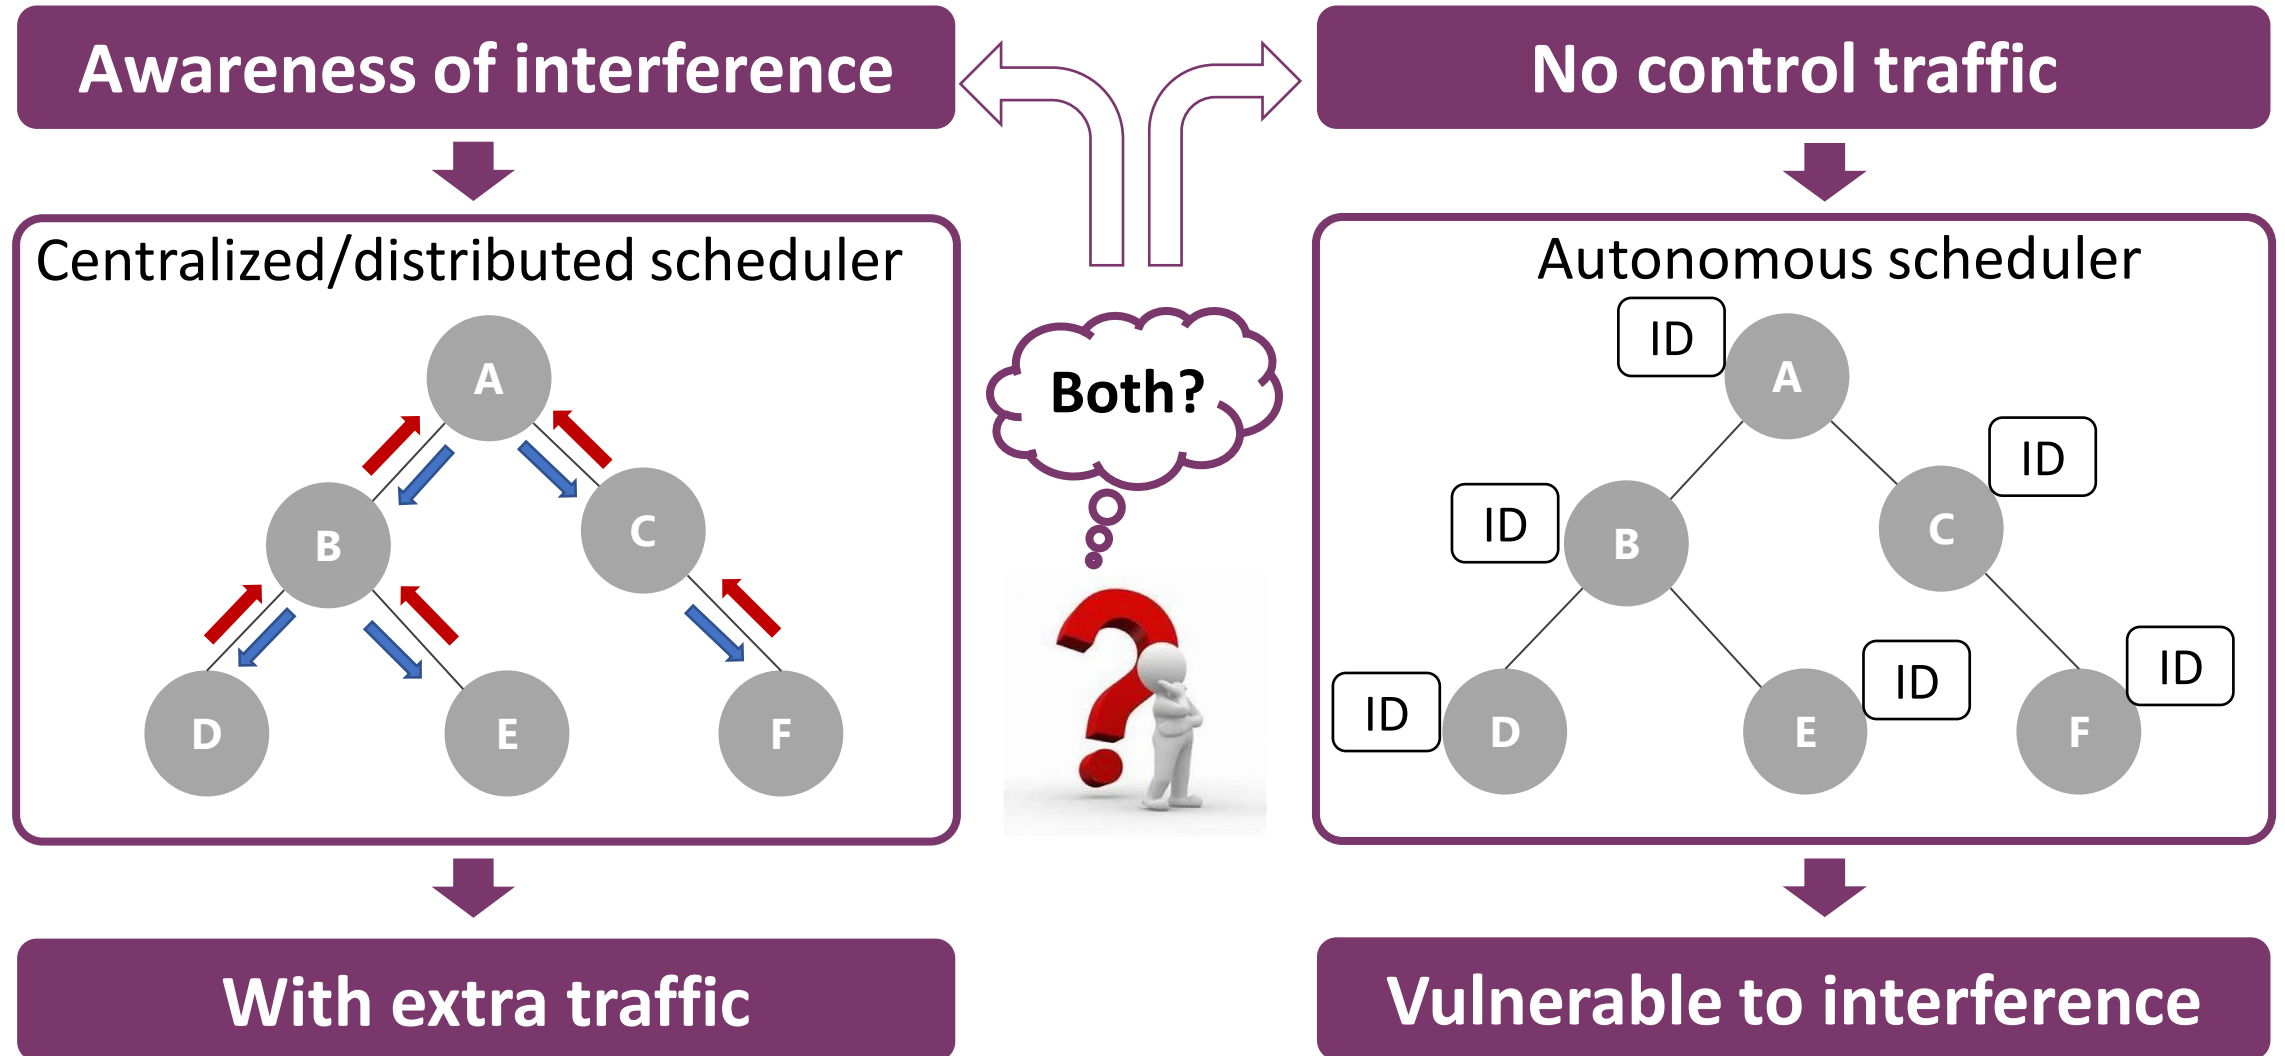 Awareness of interference
No control traffic
Centralized/distributed scheduler
A
B
C
D
E
F
Both?
Autonomous scheduler
ID
A
ID
C
ID
B
ID
D
ID
E
ID
F
With extra traffic
Vulnerable to interference